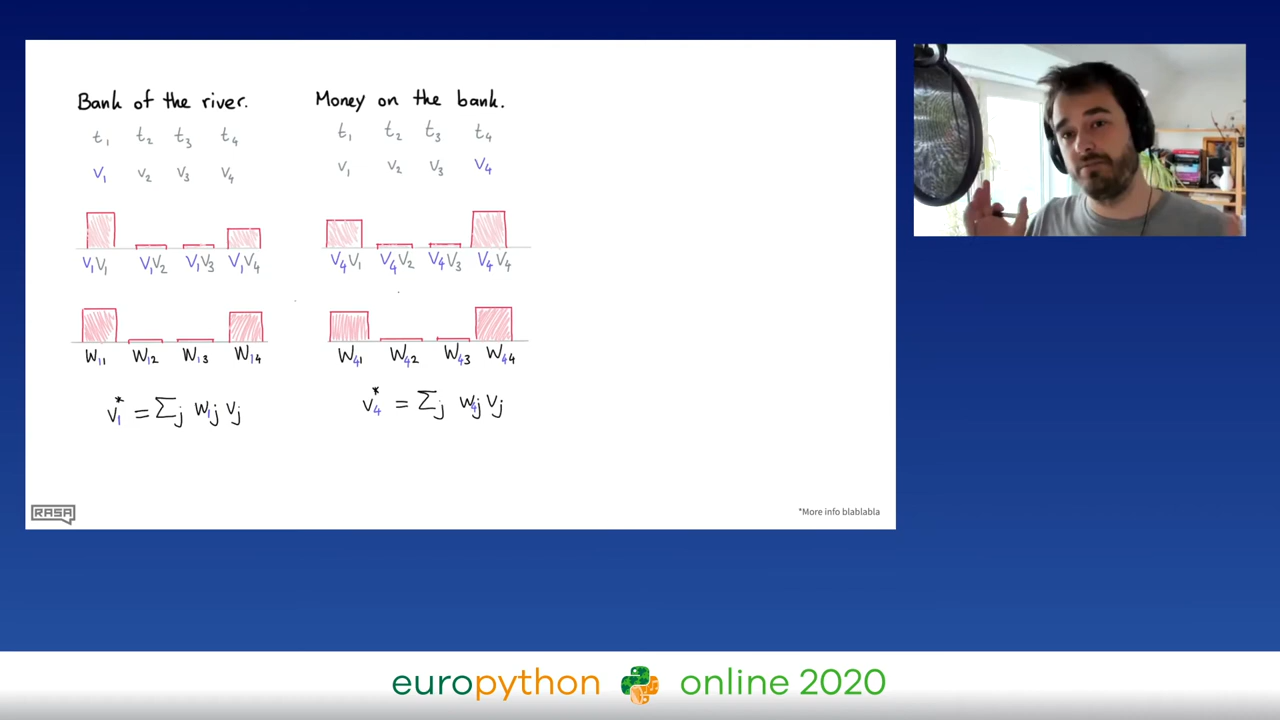 Bank of the river.
t1 t2 t3 t4
v1 v2 v3 v4
v1v1 v1v2 v1v3 v1v4
w11 w12 w13 w14
v1* = Σj w1j vj
Money on the bank.
t1 t2 t3 t4
v1 v2 v3 v4
v4v1 v4v2 v4v3 v4v4
w41 w42 w43 w44
v4* = Σj w4j vj
RASA
*More info blablabla
europython online 2020